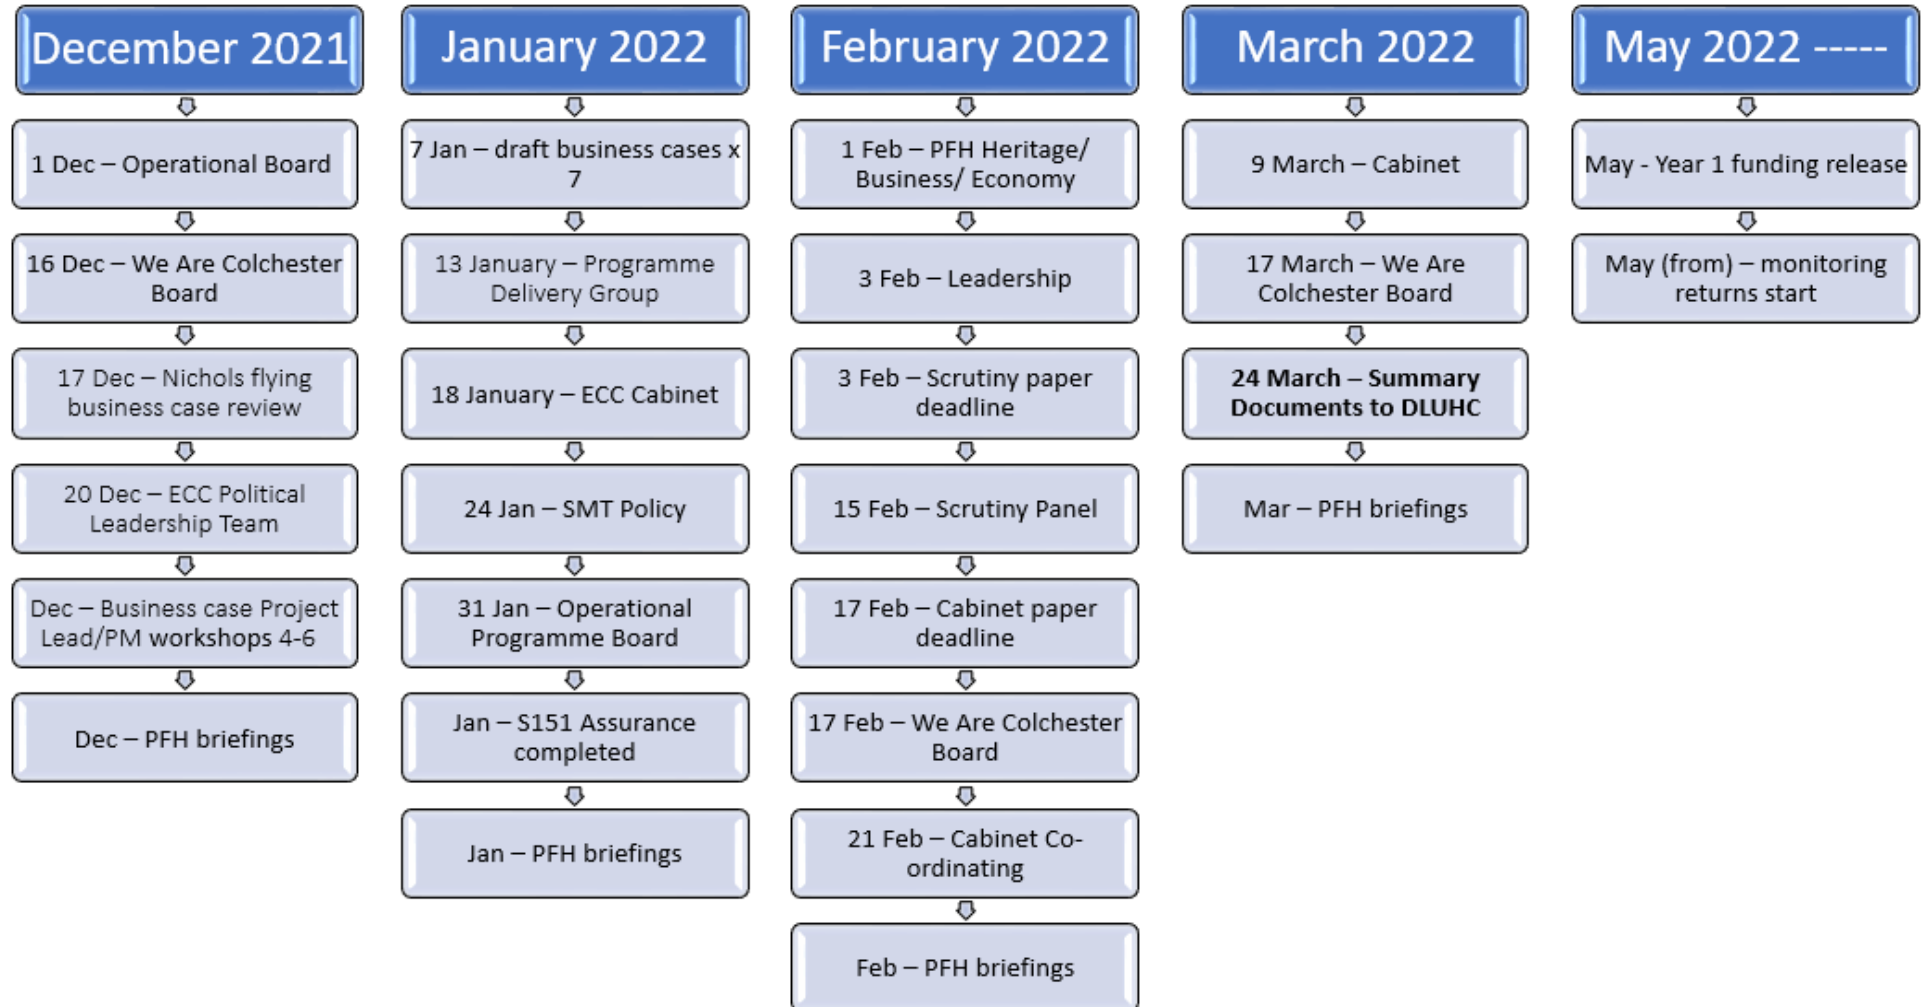 December 2021
1 Dec – Operational Board
16 Dec – We Are Colchester
Board
17 Dec – Nichols flying
business case review
20 Dec – ECC Political
Leadership Team
Dec – Business case Project
Lead/PM workshops 4-6
Dec – PFH briefings
January 2022
7 Jan – draft business cases x
7
13 January – Programme
Delivery Group
18 January – ECC Cabinet
24 Jan – SMT Policy
31 Jan – Operational
Programme Board
Jan – S151 Assurance
completed
Jan – PFH briefings
February 2022
1 Feb – PFH Heritage/
Business/ Economy
3 Feb – Leadership
3 Feb – Scrutiny paper
deadline
15 Feb – Scrutiny Panel
17 Feb – Cabinet paper
deadline
17 Feb – We Are Colchester
Board
21 Feb – Cabinet Co-
ordinating
Feb – PFH briefings
March 2022
9 March – Cabinet
17 March – We Are
Colchester Board
24 March – Summary
Documents to DLUHC
Mar – PFH briefings
May 2022 -----
May - Year 1 funding release
May (from) – monitoring
returns start